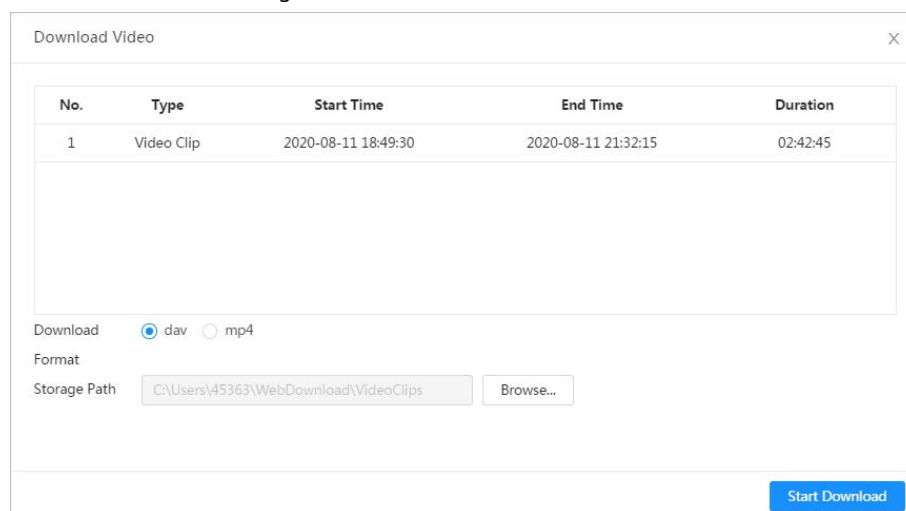 Download Video
No. Type Start Time End Time Duration
1 Video Clip 2020-08-11 18:49:30 2020-08-11 21:32:15 02:42:45
Download dav mp4
Format
Storage Path C:\Users\45363\WebDownload\VideoClips Browse...
Start Download